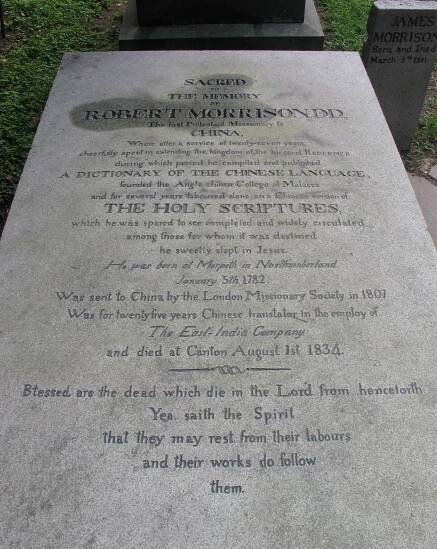 SACRED
TO
THE MEMORY
OF
ROBERT MORRISON D.D.,
The first Protestant Missionary to
CHINA,
Where after a service of twenty-seven years,
cheerfully spent in extending the kingdom of the blessed REDEEMER
during which period he compiled and published
A DICTIONARY OF THE CHINESE LANGUAGE,
founded the Anglo Chinese College at Malacca
and for several years laboured alone on a Chinese version of
THE HOLY SCRIPTURES,
which he was spared to see completed and widely circulated
among those for whom it was destined
he sweetly slept in Jesus.
He was born at Morpeth in Northumberland
January 5th 1782
Was sent to China by the London Missionary Society in 1807
Was for twenty five years Chinese translator in the employ of
The East-India Company
and died at Canton August 1st 1834.
Blessed are the dead which die in the Lord from henceforth
Yea saith the Spirit
that they may rest from their labours
and their works do follow
them.
JAMES
MORRISON
Born and Died
March 5th 1811